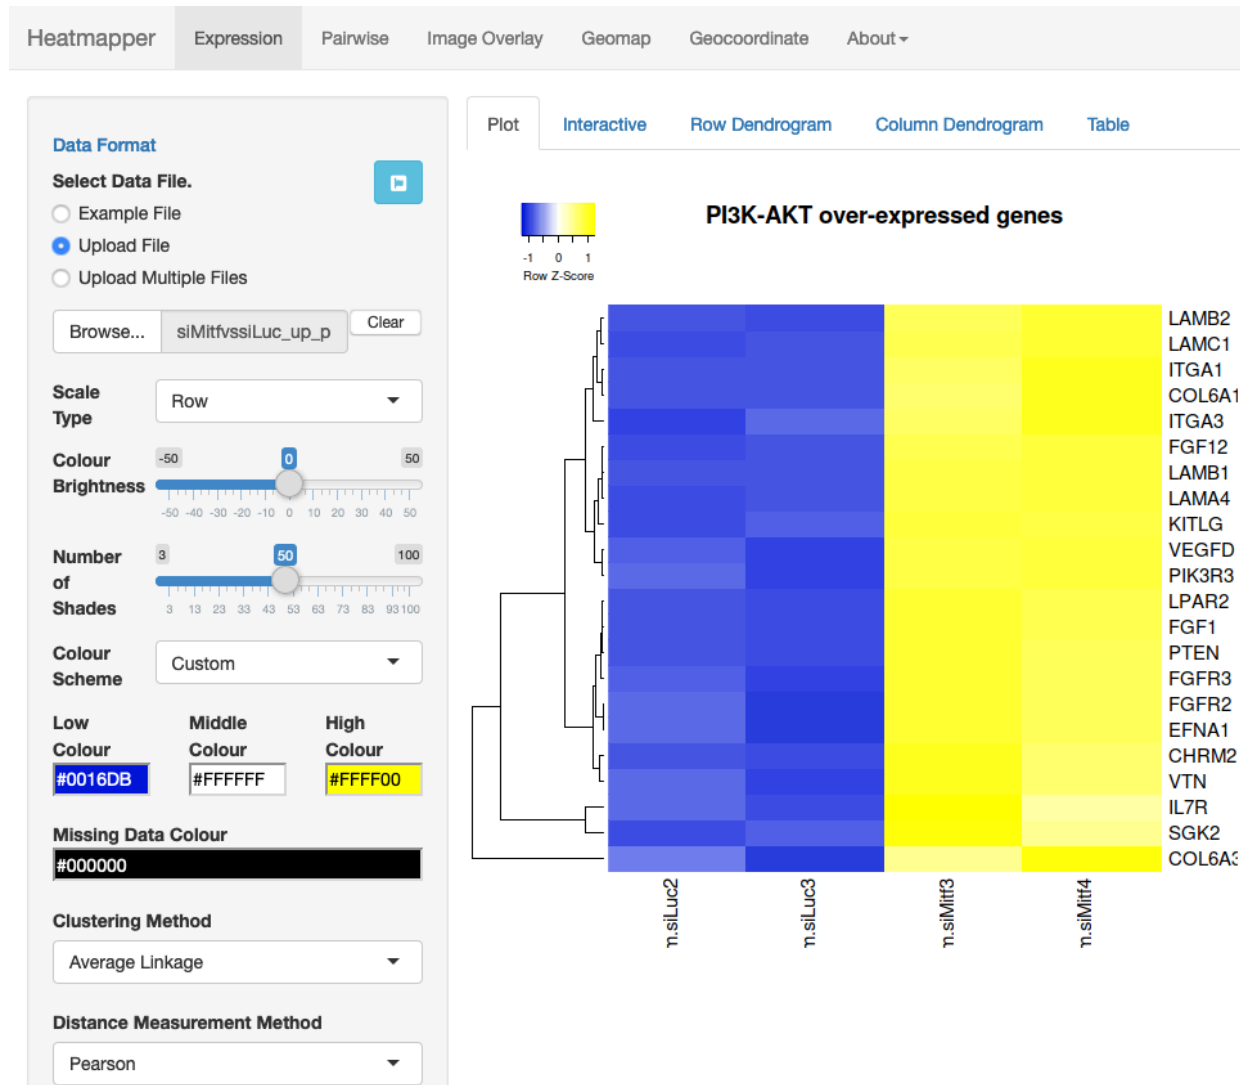 Heatmapper Expression Pairwise Image Overlay Geomap Geocoordinate About
Data Format
Select Data File.
Example File
Upload File
Upload Multiple Files
Browse... siMitfvssiLuc_up_p Clear
Scale
Type
Row
Colour
Brightness
-50 0 50
-50 -40 -30 -20 -10 0 10 20 30 40 50
Number
of
Shades
3 50 100
3 13 23 33 43 53 63 73 83 93 100
Colour
Scheme
Custom
Low
Colour
Middle
Colour
High
Colour
#0016DB #FFFFFF #FFFF00
Missing Data Colour
#000000
Clustering Method
Average Linkage
Distance Measurement Method
Pearson
Plot Interactive Row Dendrogram Column Dendrogram Table
PI3K-AKT over-expressed genes
-1 0 1
Row Z-Score
LAMB2
LAMC1
ITGA1
COL6A1
ITGA3
FGF12
LAMB1
LAMA4
KITLG
VEGFD
PIK3R3
LPAR2
FGF1
PTEN
FGFR3
FGFR2
EFNA1
CHRM2
VTN
IL7R
SGK2
COL6A3
m.siLuc2
m.siLuc3
m.siMitf3
m.siMitf4